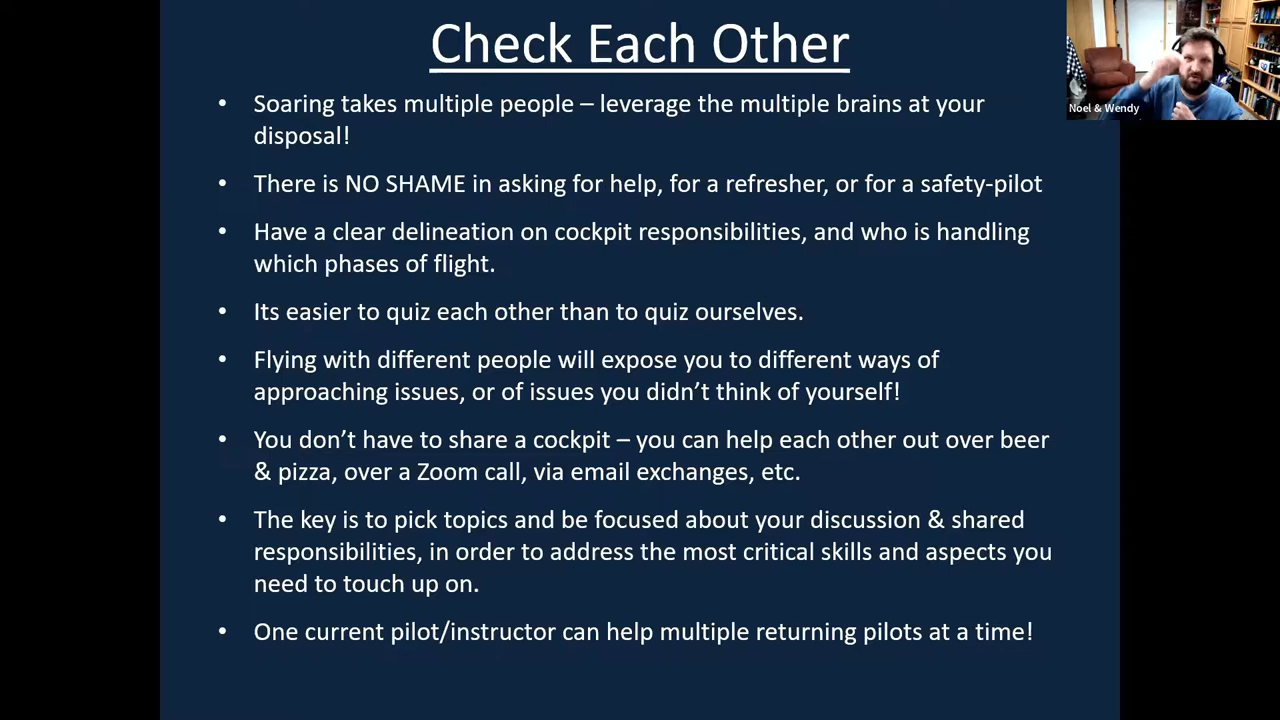 Check Each Other
Noel & Wendy
• Soaring takes multiple people – leverage the multiple brains at your
disposal!
• There is NO SHAME in asking for help, for a refresher, or for a safety-pilot
• Have a clear delineation on cockpit responsibilities, and who is handling
which phases of flight.
• Its easier to quiz each other than to quiz ourselves.
• Flying with different people will expose you to different ways of
approaching issues, or of issues you didn’t think of yourself!
• You don’t have to share a cockpit – you can help each other out over beer
& pizza, over a Zoom call, via email exchanges, etc.
• The key is to pick topics and be focused about your discussion & shared
responsibilities, in order to address the most critical skills and aspects you
need to touch up on.
• One current pilot/instructor can help multiple returning pilots at a time!